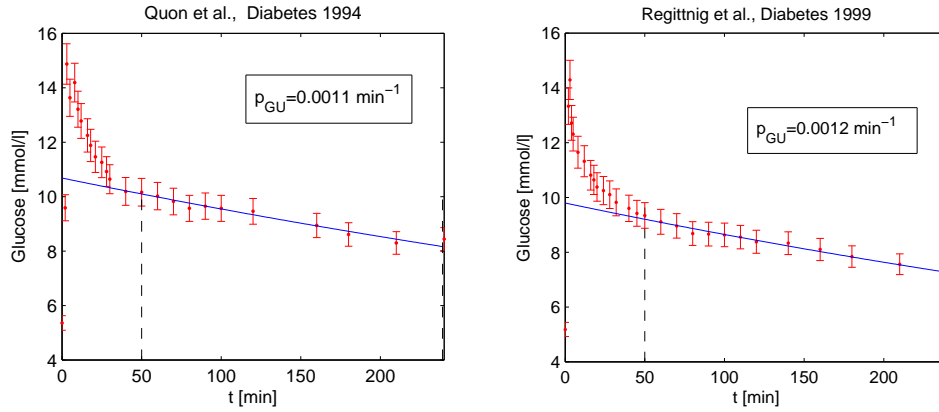 Quon et al.,  Diabetes 1994
16
14
12
10
8
6
4
Glucose [mmol/l]
p_GU=0.0011 min⁻¹
0 50 100 150 200
t [min]
Regittnig et al., Diabetes 1999
16
14
12
10
8
6
4
Glucose [mmol/l]
p_GU=0.0012 min⁻¹
0 50 100 150 200
t [min]